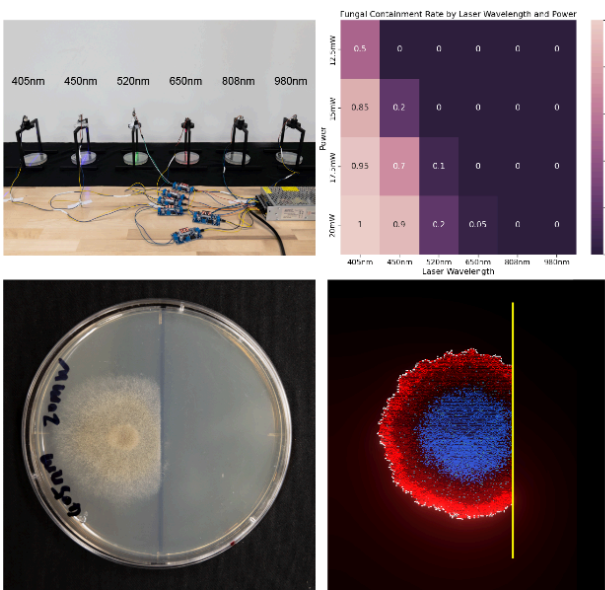 405nm 450nm 520nm 650nm 808nm 980nm
Fungal Containment Rate by Laser Wavelength and Power
Power
12.5mW 0.5 0 0 0 0 0
15mW 0.85 0.2 0 0 0 0
17.5mW 0.95 0.7 0.1 0 0 0
20mW 1 0.9 0.2 0.05 0 0
405nm 450nm 520nm 650nm 808nm 980nm
Laser Wavelength
20mW
405nm